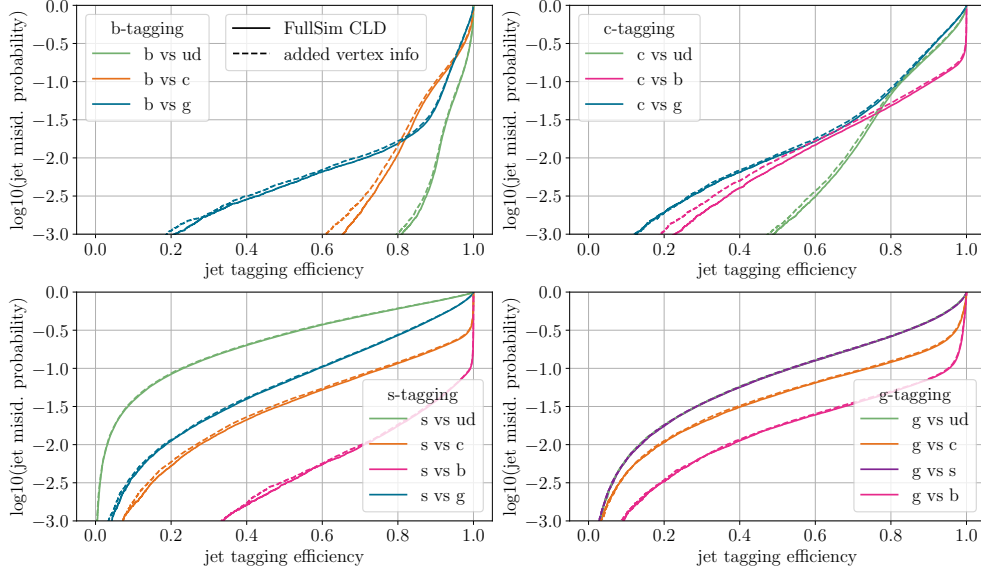 b-tagging
b vs ud
b vs c
b vs g
FullSim CLD
added vertex info
0.0
−0.5
−1.0
−1.5
−2.0
−2.5
−3.0
log10(jet misid. probability)
0.0 0.2 0.4 0.6 0.8 1.0
jet tagging efficiency
c-tagging
c vs ud
c vs b
c vs g
0.0
−0.5
−1.0
−1.5
−2.0
−2.5
−3.0
log10(jet misid. probability)
0.0 0.2 0.4 0.6 0.8 1.0
jet tagging efficiency
s-tagging
s vs ud
s vs c
s vs b
s vs g
0.0
−0.5
−1.0
−1.5
−2.0
−2.5
−3.0
log10(jet misid. probability)
0.0 0.2 0.4 0.6 0.8 1.0
jet tagging efficiency
g-tagging
g vs ud
g vs c
g vs s
g vs b
0.0
−0.5
−1.0
−1.5
−2.0
−2.5
−3.0
log10(jet misid. probability)
0.0 0.2 0.4 0.6 0.8 1.0
jet tagging efficiency